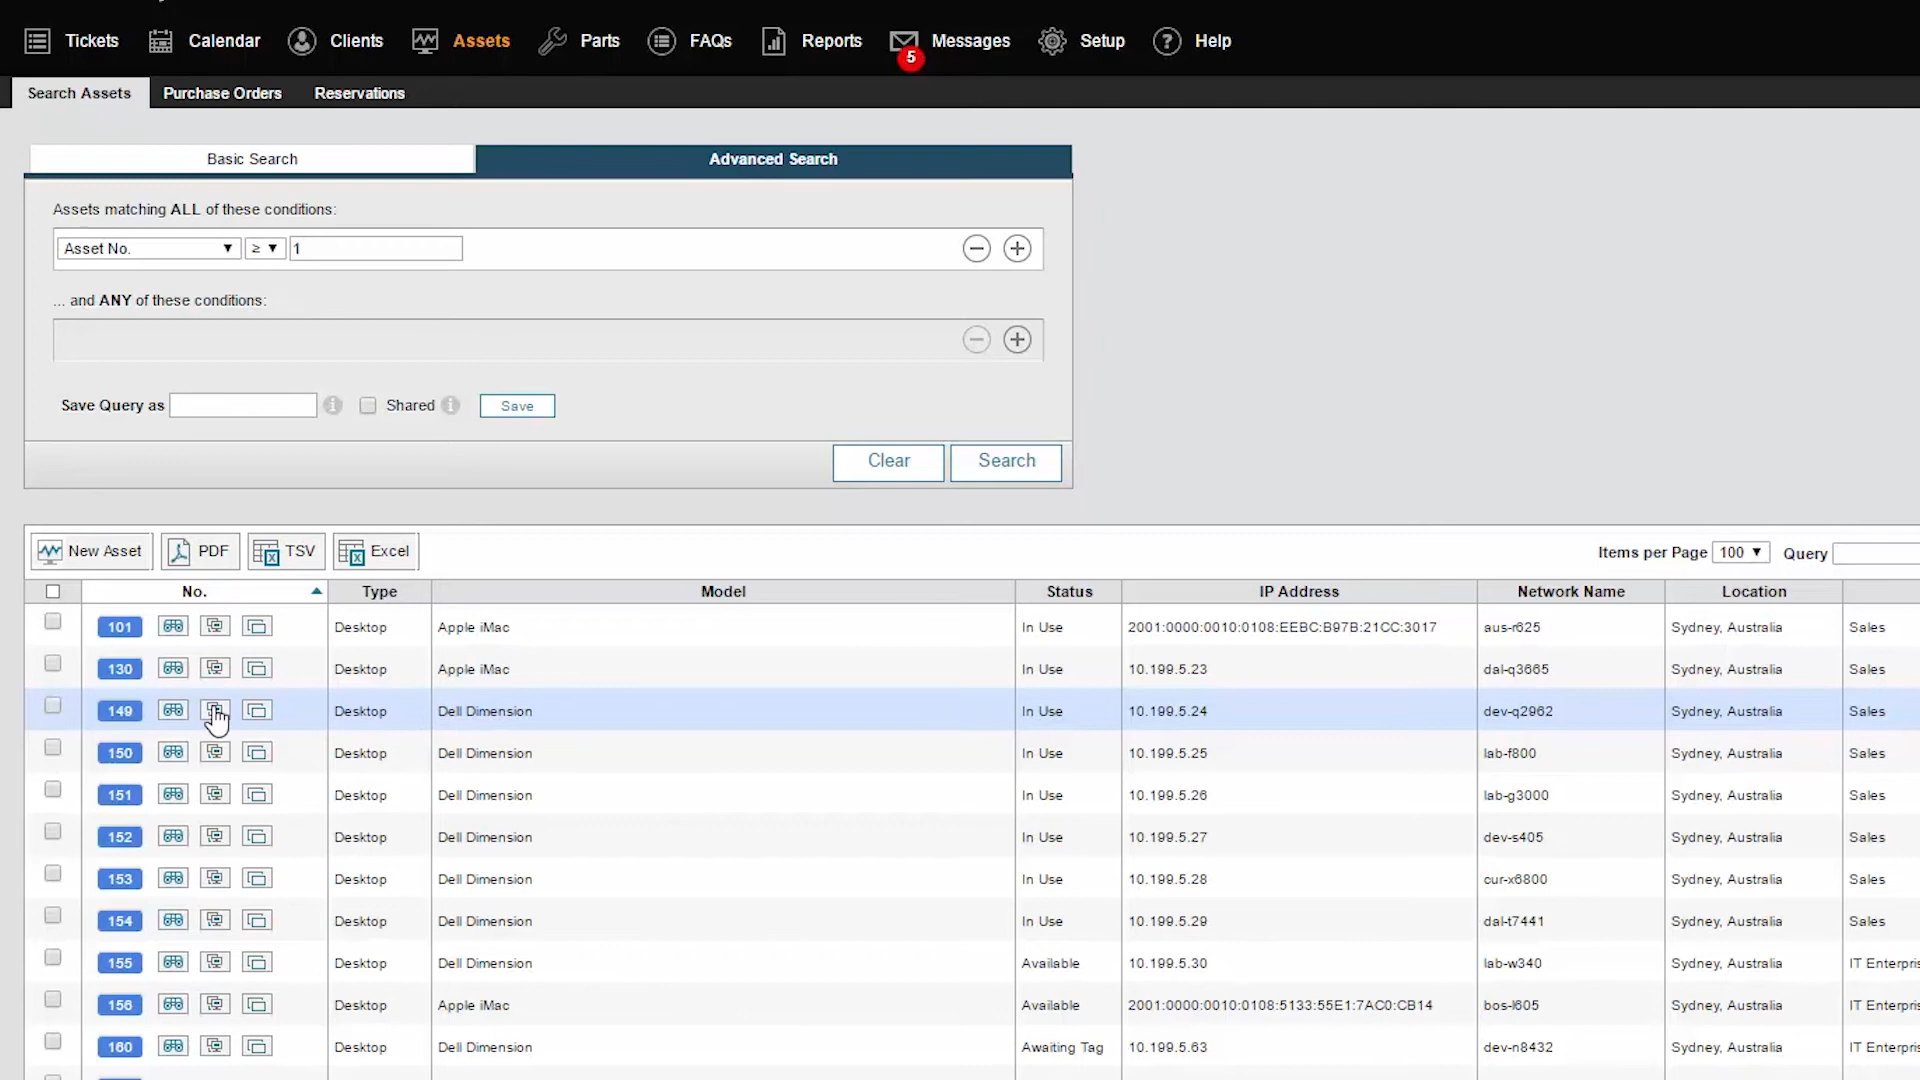 Tickets Calendar Clients Assets Parts FAQs Reports Messages Setup Help
5
Search Assets Purchase Orders Reservations
Basic Search Advanced Search
Assets matching ALL of these conditions:
Asset No. ▼ ≥ ▼ 1
... and ANY of these conditions:
Save Query as Shared Save
Clear Search
New Asset PDF TSV Excel Items per Page 100 ▼ Query
No. Type Model Status IP Address Network Name Location
101 Desktop Apple iMac In Use 2001:0000:0010:0108:EEBC:B97B:21CC:3017 aus-r625 Sydney, Australia Sales
130 Desktop Apple iMac In Use 10.199.5.23 dal-q3665 Sydney, Australia Sales
149 Desktop Dell Dimension In Use 10.199.5.24 dev-q2962 Sydney, Australia Sales
150 Desktop Dell Dimension In Use 10.199.5.25 lab-f800 Sydney, Australia Sales
151 Desktop Dell Dimension In Use 10.199.5.26 lab-g3000 Sydney, Australia Sales
152 Desktop Dell Dimension In Use 10.199.5.27 dev-s405 Sydney, Australia Sales
153 Desktop Dell Dimension In Use 10.199.5.28 cur-x6800 Sydney, Australia Sales
154 Desktop Dell Dimension In Use 10.199.5.29 dal-t7441 Sydney, Australia Sales
155 Desktop Dell Dimension Available 10.199.5.30 lab-w340 Sydney, Australia IT Enterpris
156 Desktop Apple iMac Available 2001:0000:0010:0108:5133:55E1:7AC0:CB14 bos-l605 Sydney, Australia IT Enterpris
160 Desktop Dell Dimension Awaiting Tag 10.199.5.63 dev-n8432 Sydney, Australia IT Enterpris